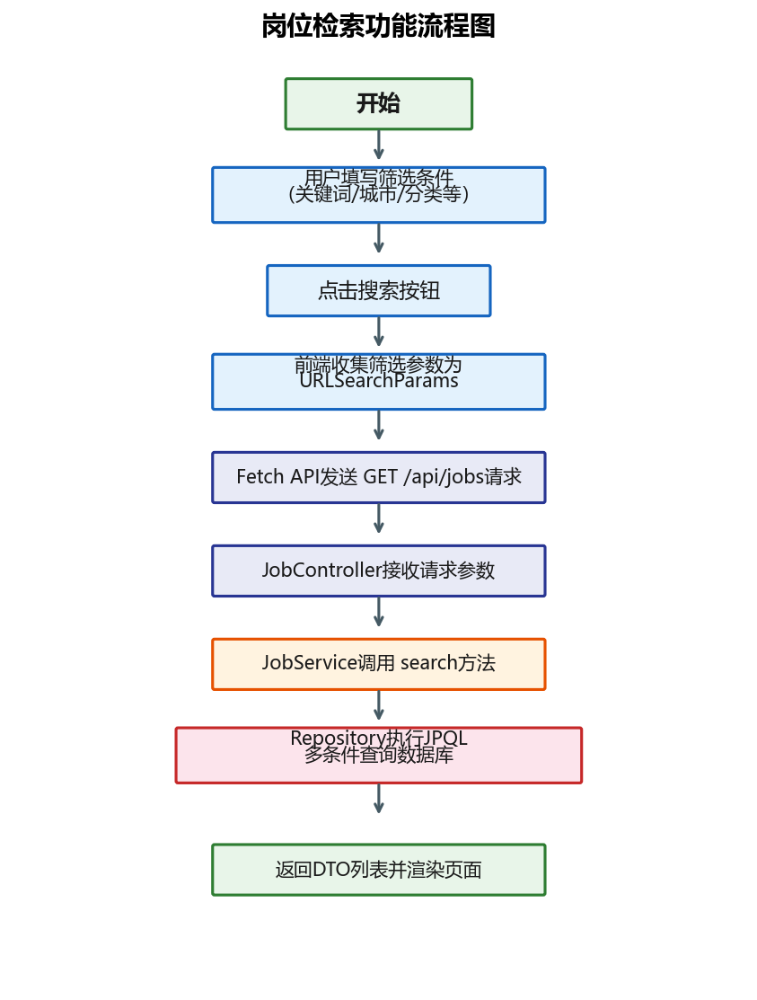 岗位检索功能流程图
开始
用户填写筛选条件
(关键词/城市/分类等)
点击搜索按钮
前端收集筛选参数为
URLSearchParams
Fetch API发送 GET /api/jobs请求
JobController接收请求参数
JobService调用 search方法
Repository执行JPQL
多条件查询数据库
返回DTO列表并渲染页面